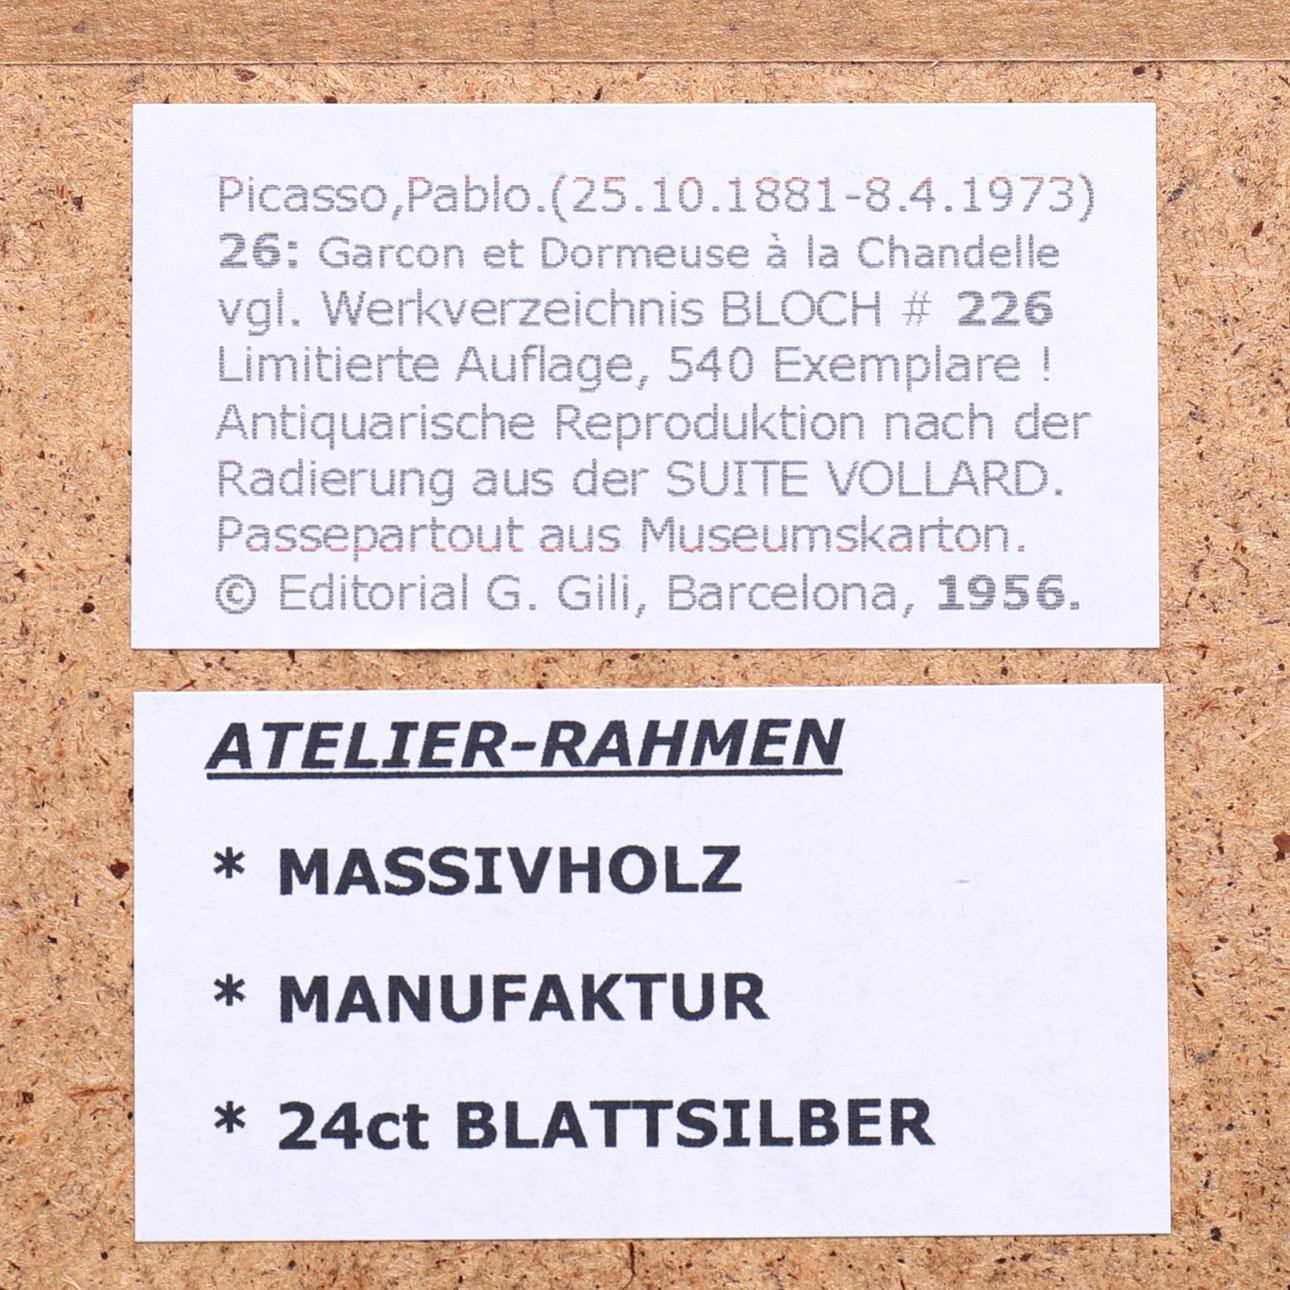 Picasso,Pablo.(25.10.1881-8.4.1973)
26: Garcon et Dormeuse à la Chandelle
vgl. Werkverzeichnis BLOCH # 226
Limitierte Auflage, 540 Exemplare !
Antiquarische Reproduktion nach der
Radierung aus der SUITE VOLLARD.
Passepartout aus Museumskarton.
© Editorial G. Gili, Barcelona, 1956.
ATELIER-RAHMEN
* MASSIVHOLZ
* MANUFAKTUR
* 24ct BLATTSILBER